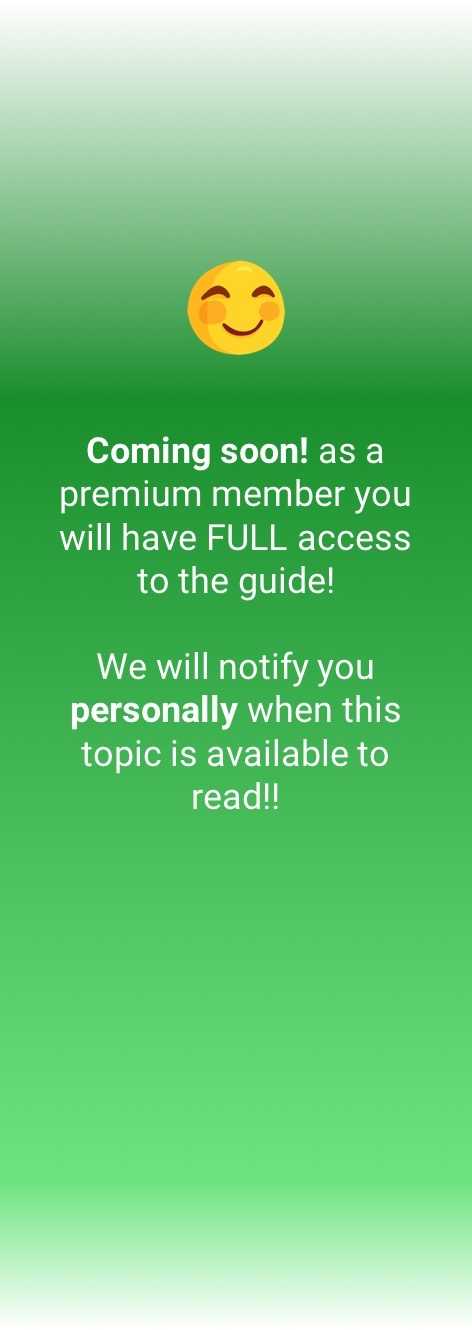 Coming soon! as a
premium member you
will have FULL access
to the guide!
We will notify you
personally when this
topic is available to
read!!